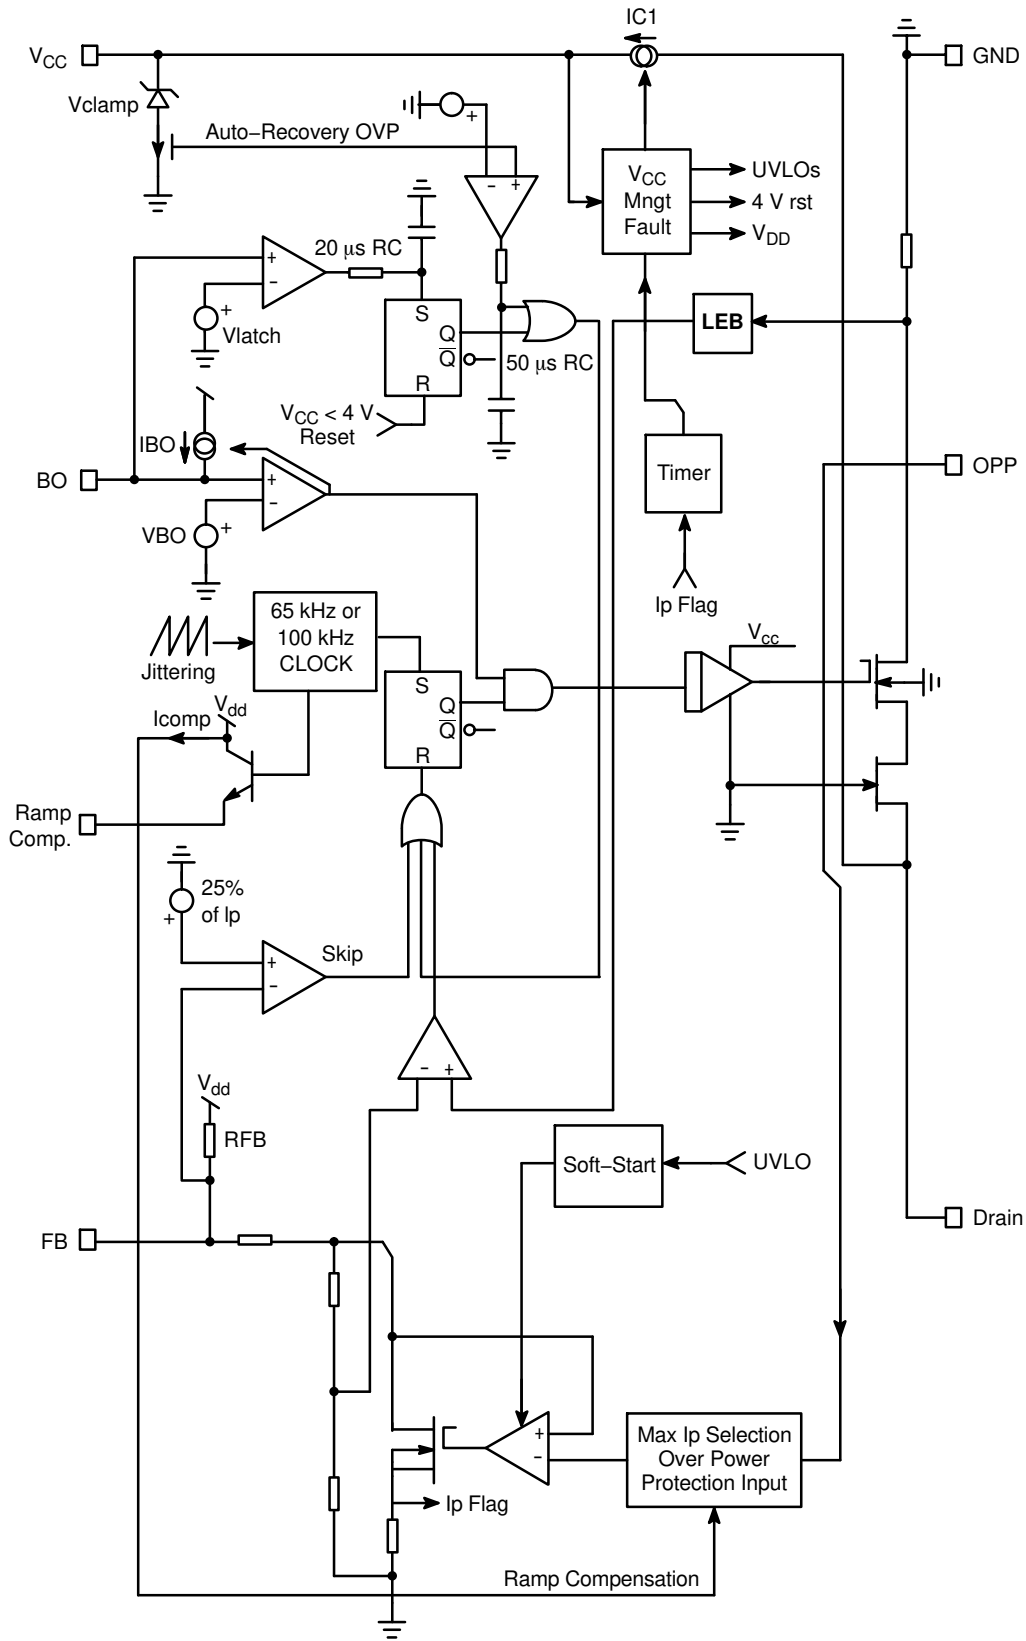 IC1
VCC
GND
Vclamp
+
Auto−Recovery OVP
− +
VCC
Mngt
Fault
UVLOs
4 V rst
VDD
20 μs RC
+
−
+
Vlatch
S
Q
Q
R
50 μs RC
LEB
VCC < 4 V
Reset
IBO
BO
+
−
VBO
+
Timer
OPP
Ip Flag
65 kHz or
100 kHz
CLOCK
Jittering
Vcc
S
Q
Q
R
Icomp
Vdd
Ramp
Comp.
25%
of Ip
+
Skip
+
−
− +
Vdd
RFB
Soft−Start
UVLO
Drain
FB
+
−
Max Ip Selection
Over Power
Protection Input
Ip Flag
Ramp Compensation